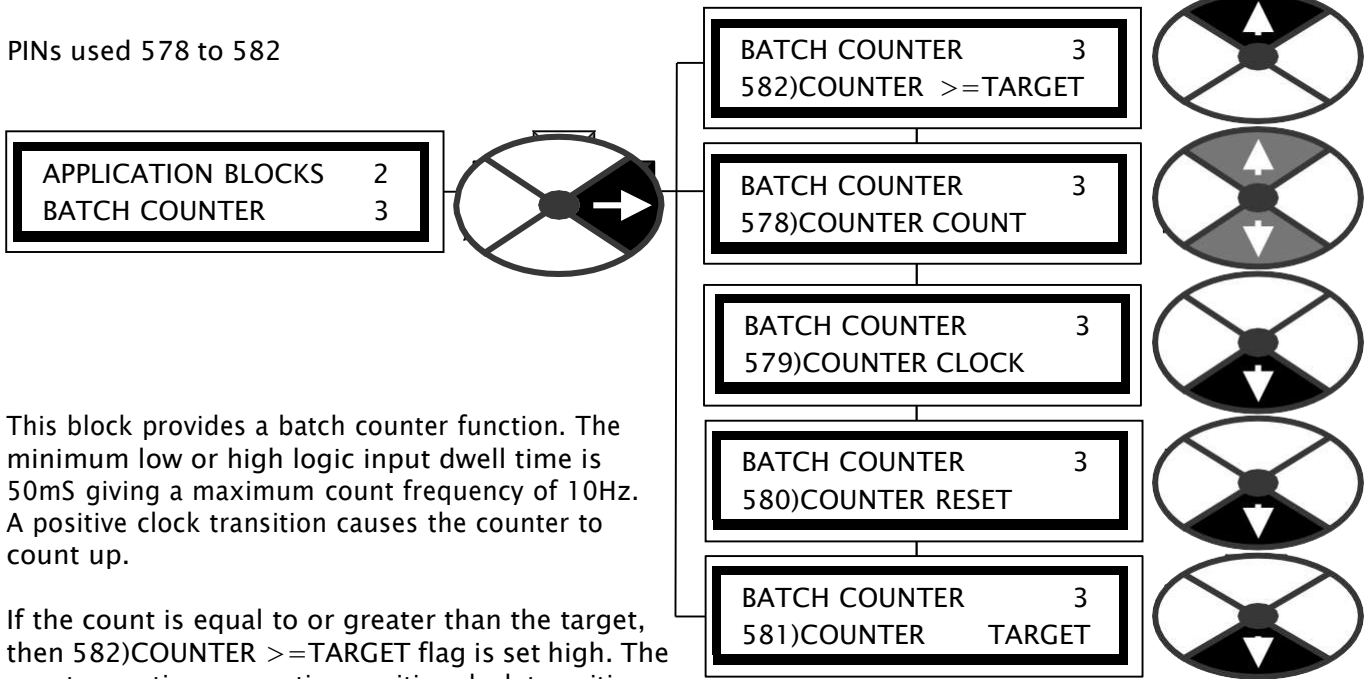 PINs used 578 to 582
APPLICATION BLOCKS 2
BATCH COUNTER 3
BATCH COUNTER 3
582)COUNTER >=TARGET
BATCH COUNTER 3
578)COUNTER COUNT
BATCH COUNTER 3
579)COUNTER CLOCK
BATCH COUNTER 3
580)COUNTER RESET
BATCH COUNTER 3
581)COUNTER TARGET
This block provides a batch counter function. The
minimum low or high logic input dwell time is
50mS giving a maximum count frequency of 10Hz.
A positive clock transition causes the counter to
count up.
If the count is equal to or greater than the target,
then 582)COUNTER >=TARGET flag is set high. The